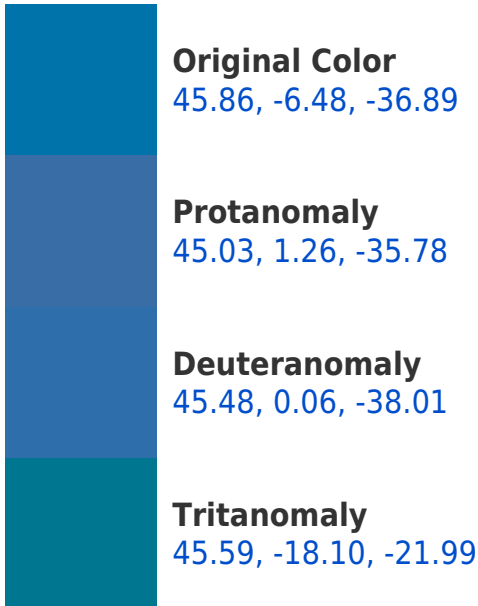 Original Color
45.86, -6.48, -36.89
Protanomaly
45.03, 1.26, -35.78
Deuteranomaly
45.48, 0.06, -38.01
Tritanomaly
45.59, -18.10, -21.99